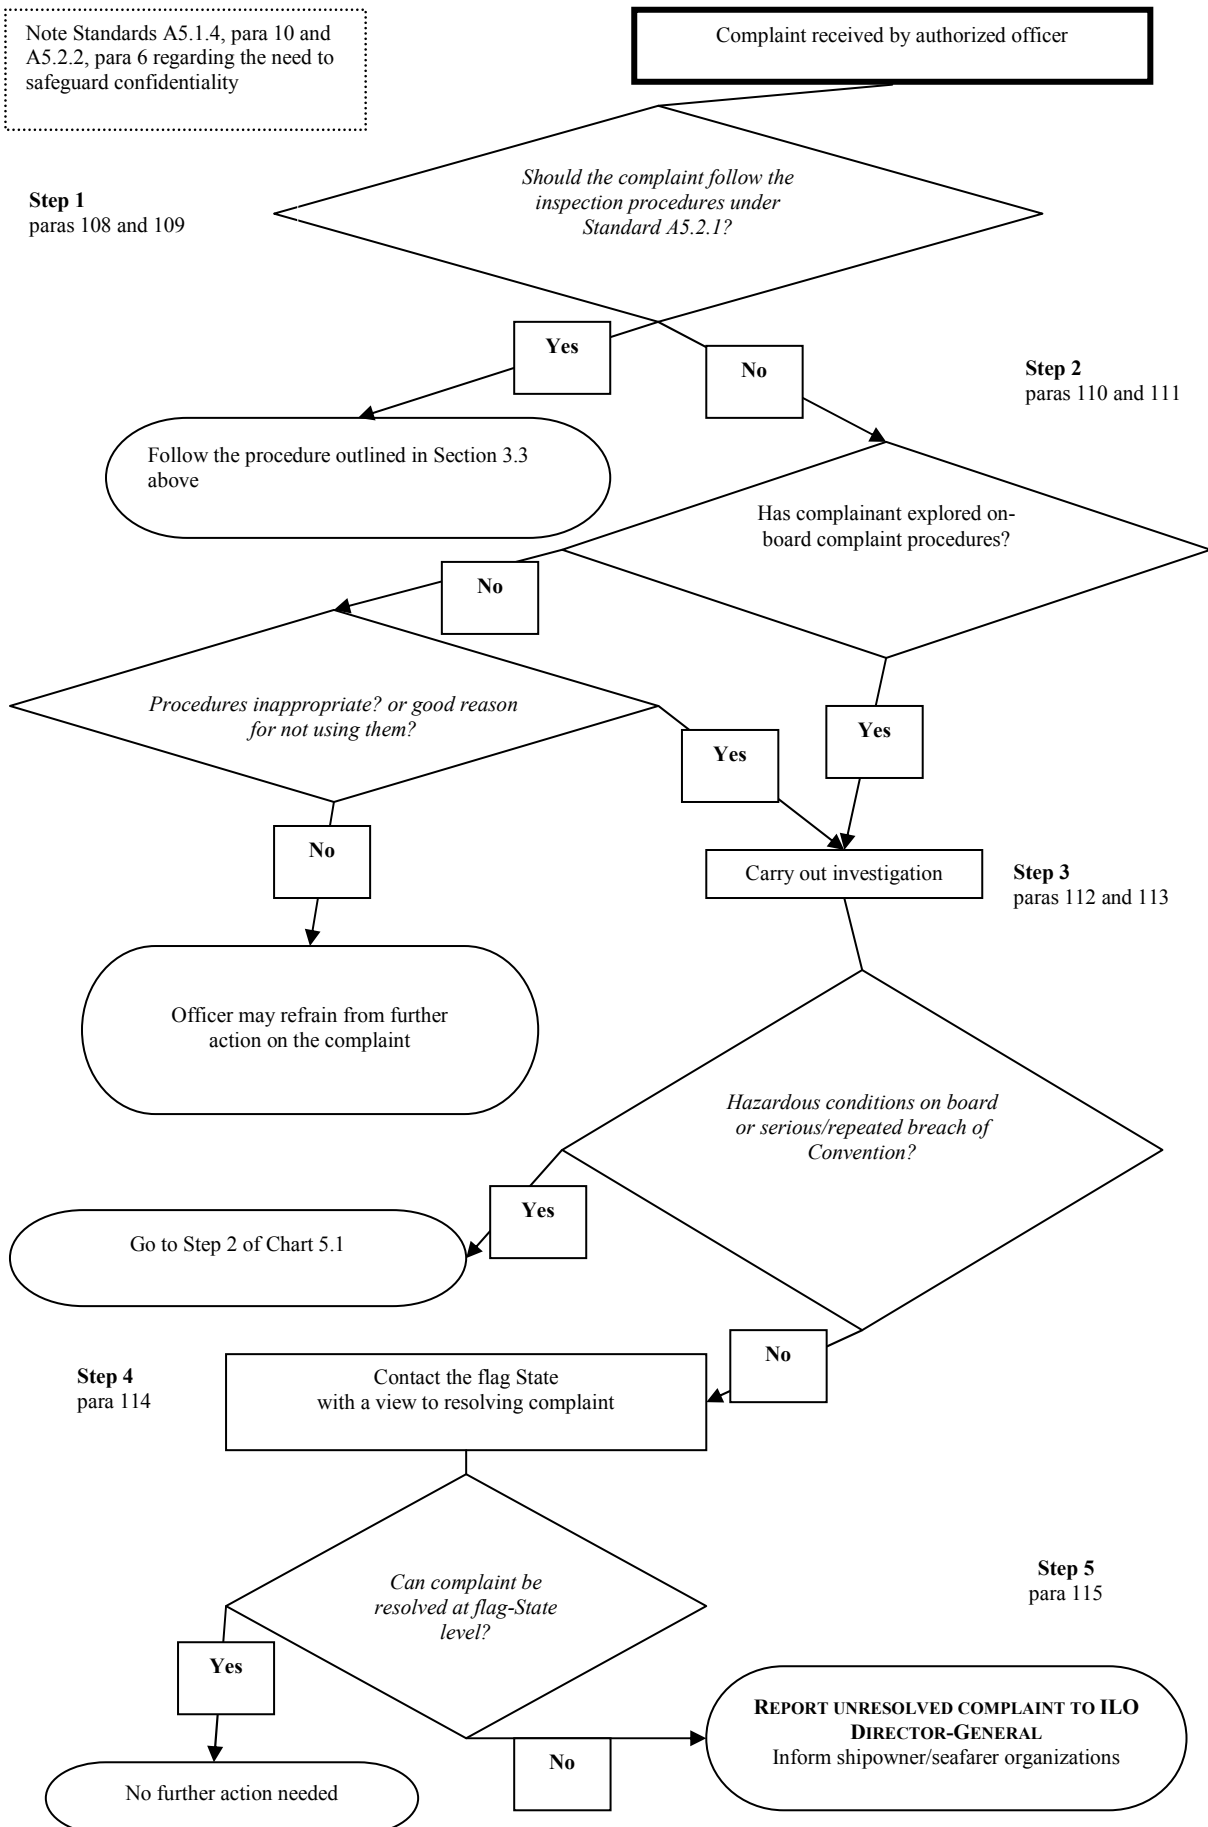 Note Standards A5.1.4, para 10 and
A5.2.2, para 6 regarding the need to
safeguard confidentiality
Complaint received by authorized officer
Step 1
paras 108 and 109
Should the complaint follow the
inspection procedures under
Standard A5.2.1?
Yes
No
Step 2
paras 110 and 111
Follow the procedure outlined in Section 3.3
above
Has complainant explored on-
board complaint procedures?
No
Procedures inappropriate? or good reason
for not using them?
Yes
Yes
No
Carry out investigation
Step 3
paras 112 and 113
Officer may refrain from further
action on the complaint
Hazardous conditions on board
or serious/repeated breach of
Convention?
Yes
Go to Step 2 of Chart 5.1
No
Step 4
para 114
Contact the flag State
with a view to resolving complaint
Can complaint be
resolved at flag-State
level?
Step 5
para 115
Yes
No
REPORT UNRESOLVED COMPLAINT TO ILO
DIRECTOR-GENERAL
Inform shipowner/seafarer organizations
No further action needed